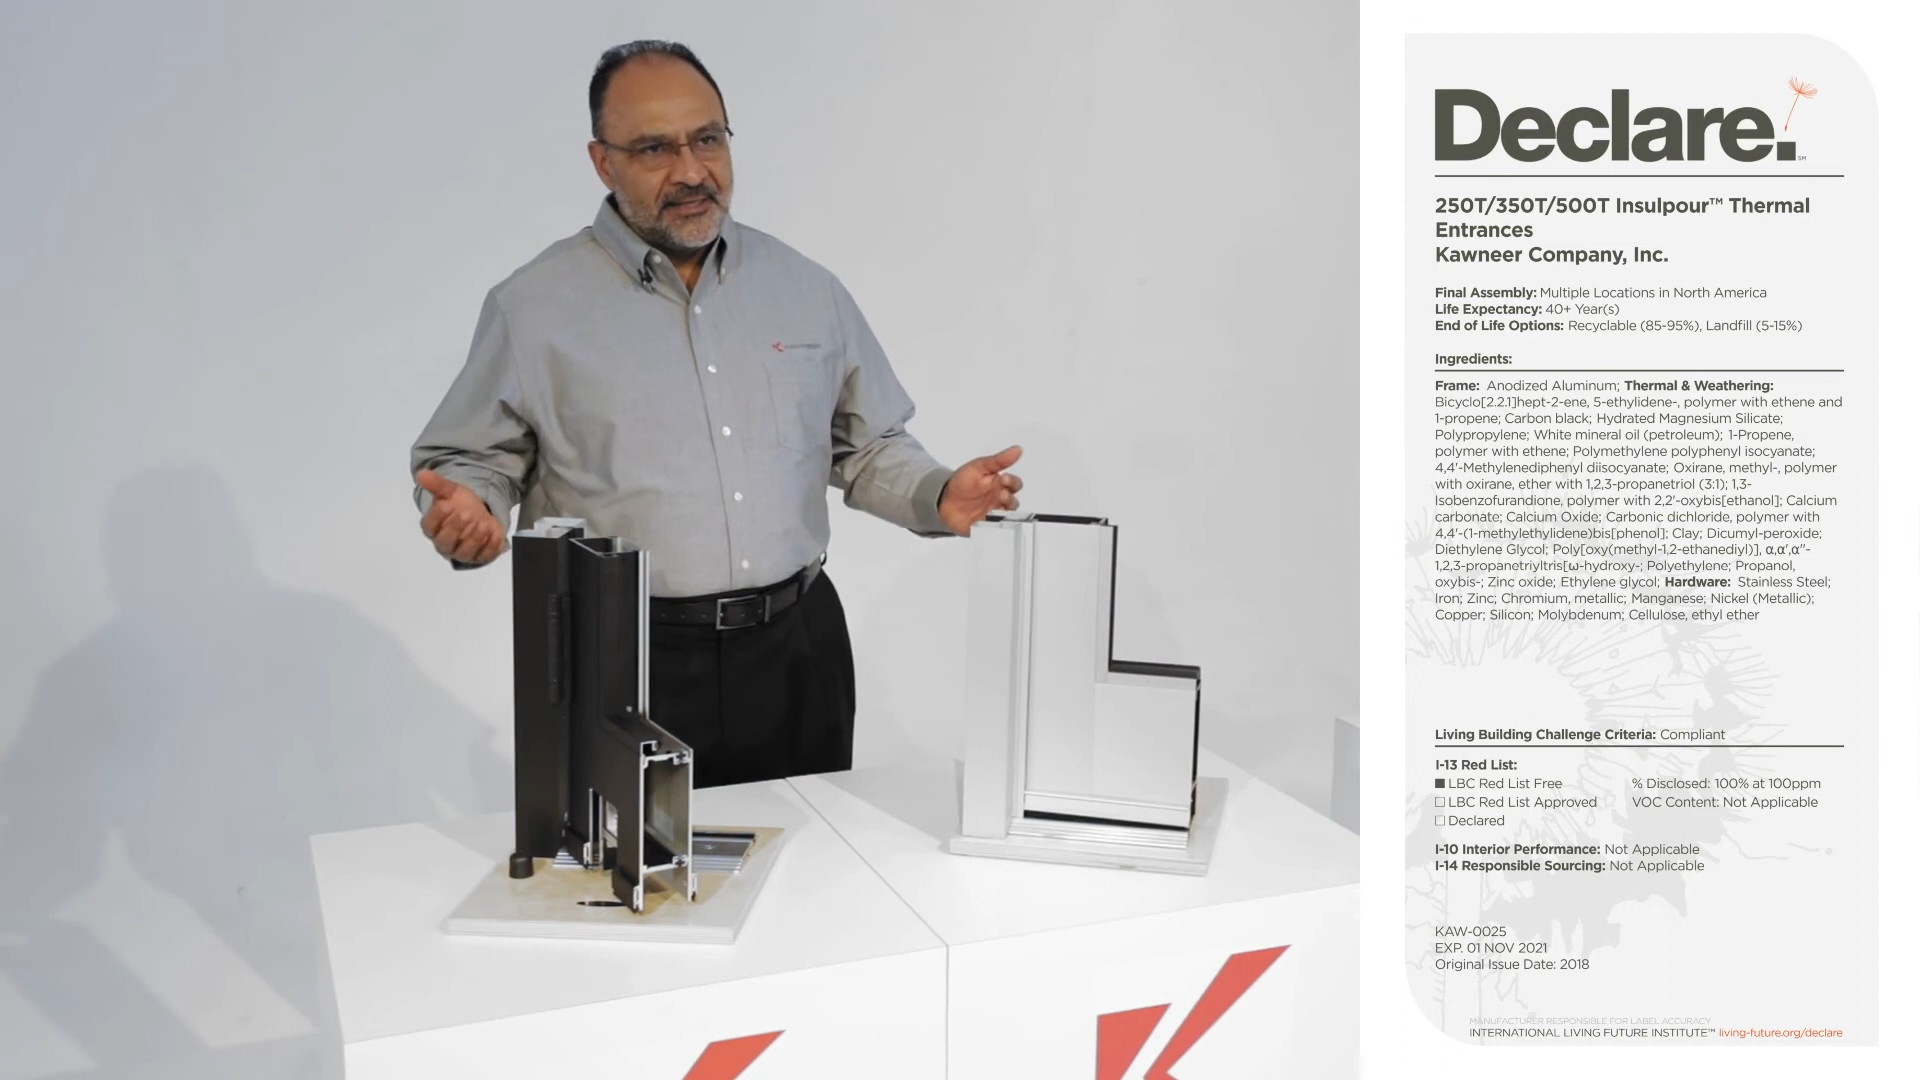 Declare.
SM
250T/350T/500T Insulpour™ Thermal
Entrances
Kawneer Company, Inc.
Final Assembly: Multiple Locations in North America
Life Expectancy: 40+ Year(s)
End of Life Options: Recyclable (85-95%), Landfill (5-15%)
Ingredients:
Frame: Anodized Aluminum; Thermal & Weathering:
Bicyclo[2.2.1]hept-2-ene, 5-ethylidene-, polymer with ethene and
1-propene; Carbon black; Hydrated Magnesium Silicate;
Polypropylene; White mineral oil (petroleum); 1-Propene,
polymer with ethene; Polymethylene polyphenyl isocyanate;
4,4'-Methylenediphenyl diisocyanate; Oxirane, methyl-, polymer
with oxirane, ether with 1,2,3-propanetriol (3:1); 1,3-
Isobenzofurandione, polymer with 2,2'-oxybis[ethanol]; Calcium
carbonate; Calcium Oxide; Carbonic dichloride, polymer with
4,4'-(1-methylethylidene)bis[phenol]; Clay; Dicumyl-peroxide;
Diethylene Glycol; Poly[oxy(methyl-1,2-ethanediyl)], α,α',α''-
1,2,3-propanetriyltris[ω-hydroxy-; Polyethylene; Propanol,
oxybis-; Zinc oxide; Ethylene glycol; Hardware: Stainless Steel;
Iron; Zinc; Chromium, metallic; Manganese; Nickel (Metallic);
Copper; Silicon; Molybdenum; Cellulose, ethyl ether
Living Building Challenge Criteria: Compliant
I-13 Red List:
■ LBC Red List Free % Disclosed: 100% at 100ppm
□ LBC Red List Approved VOC Content: Not Applicable
□ Declared
I-10 Interior Performance: Not Applicable
I-14 Responsible Sourcing: Not Applicable
KAW-0025
EXP. 01 NOV 2021
Original Issue Date: 2018
MANUFACTURER RESPONSIBLE FOR LABEL ACCURACY
INTERNATIONAL LIVING FUTURE INSTITUTE™ living-future.org/declare